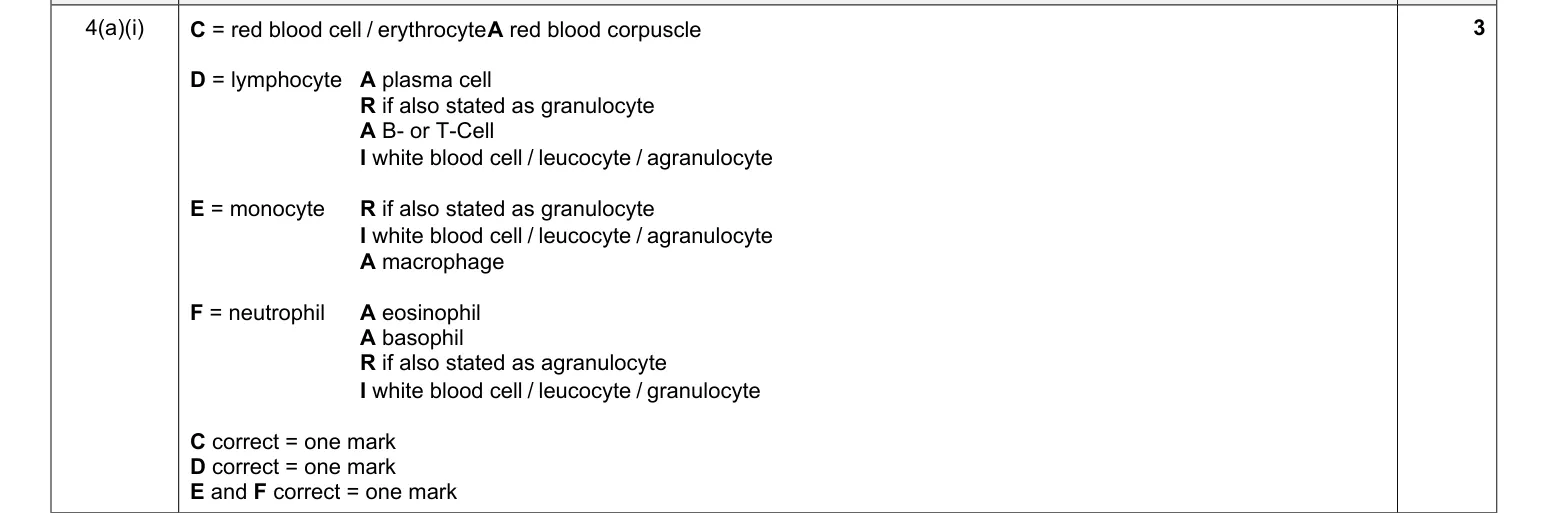 4(a)(i) C = red blood cell / erythrocyteA red blood corpuscle 3
D = lymphocyte A plasma cell
R if also stated as granulocyte
A B- or T-Cell
I white blood cell / leucocyte / agranulocyte
E = monocyte R if also stated as granulocyte
I white blood cell / leucocyte / agranulocyte
A macrophage
F = neutrophil A eosinophil
A basophil
R if also stated as agranulocyte
I white blood cell / leucocyte / granulocyte
C correct = one mark
D correct = one mark
E and F correct = one mark